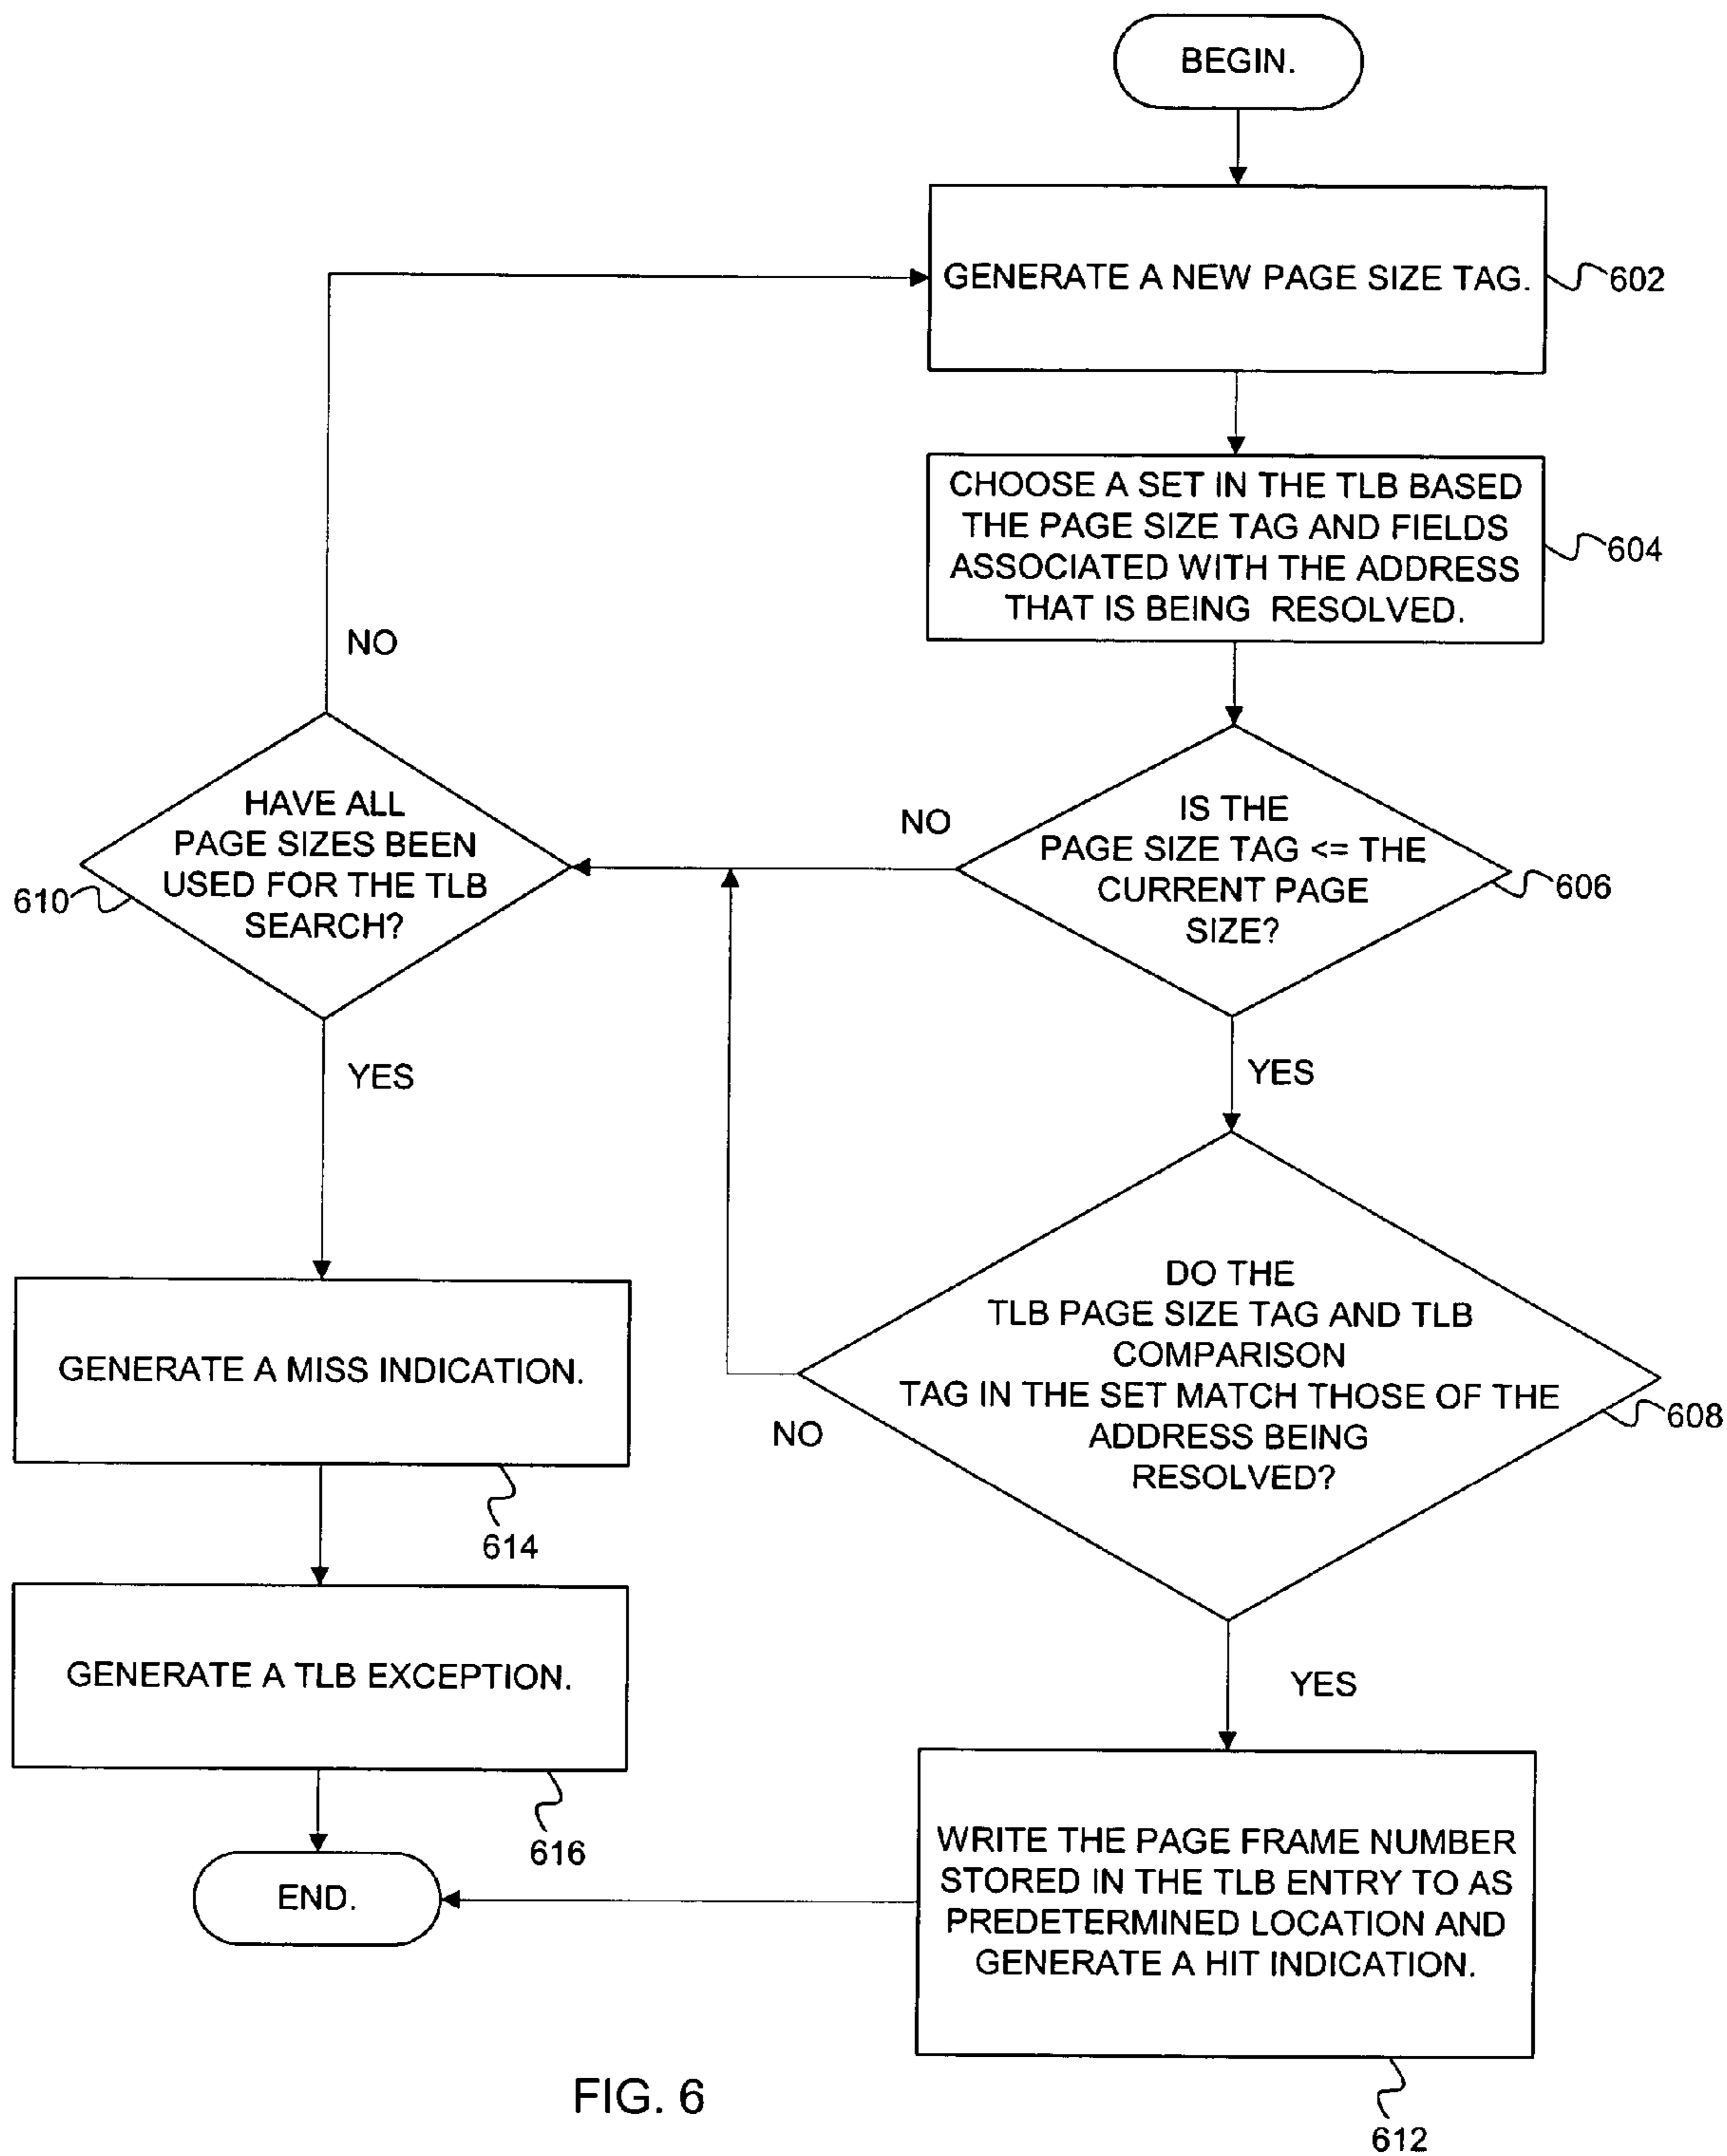 BEGIN.
GENERATE A NEW PAGE SIZE TAG.
602
CHOOSE A SET IN THE TLB BASED
THE PAGE SIZE TAG AND FIELDS
ASSOCIATED WITH THE ADDRESS
THAT IS BEING RESOLVED.
604
NO
HAVE ALL
PAGE SIZES BEEN
USED FOR THE TLB
SEARCH?
610
NO
IS THE
PAGE SIZE TAG <= THE
CURRENT PAGE
SIZE?
606
YES
YES
DO THE
TLB PAGE SIZE TAG AND TLB
COMPARISON
TAG IN THE SET MATCH THOSE OF THE
ADDRESS BEING
RESOLVED?
608
NO
GENERATE A MISS INDICATION.
614
GENERATE A TLB EXCEPTION.
616
YES
WRITE THE PAGE FRAME NUMBER
STORED IN THE TLB ENTRY TO AS
PREDETERMINED LOCATION AND
GENERATE A HIT INDICATION.
612
END.
FIG. 6